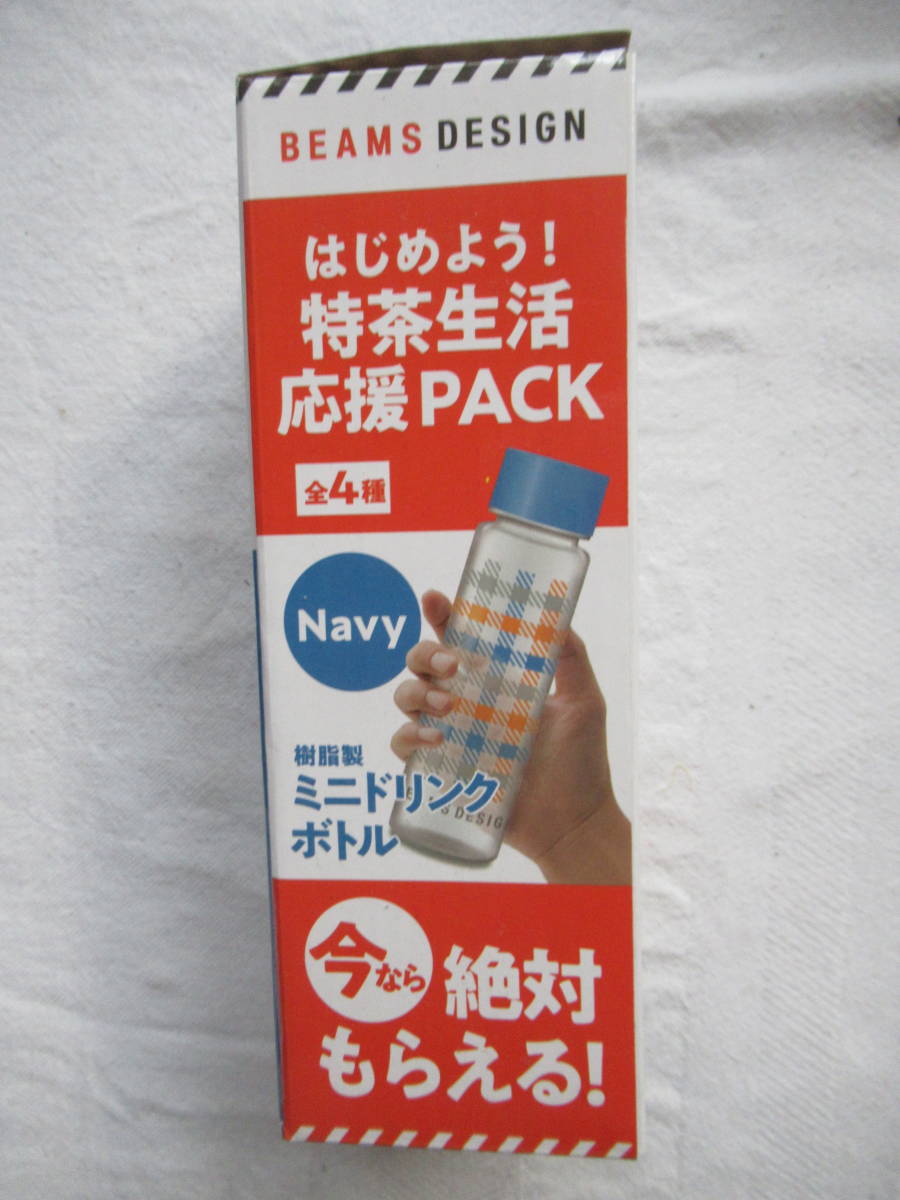 BEAMS DESIGN
はじめよう!
特茶生活
応援PACK
全4種
Navy
樹脂製
ミニドリンク
ボトル
BEAMS DESIGN
今なら 絶対
もらえる!